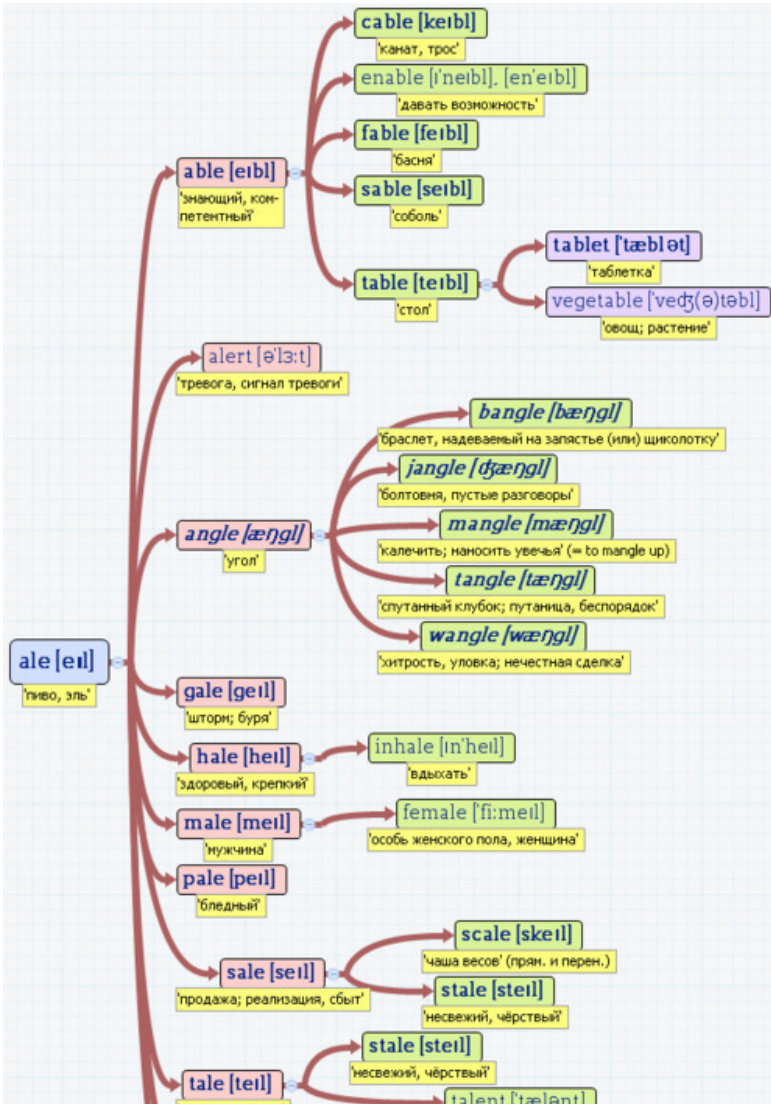 cable [keɪbl]
'канат, трос'
enable [ɪ'neɪbl], [en'eɪbl]
'давать возможность'
fable [feɪbl]
'басня'
able [eɪbl]
'знающий, ком-
петентный'
sable [seɪbl]
'соболь'
tablet ['tæblət]
'таблетка'
table [teɪbl]
'стол'
vegetable ['veʤ(ə)təbl]
'овощ; растение'
alert [ə'lɜːt]
'тревога, сигнал тревоги'
bangle [bæŋgl]
'браслет, надеваемый на запястье (или) щиколотку'
jangle [ʤæŋgl]
'болтовня, пустые разговоры'
angle [æŋgl]
'угол'
mangle [mæŋgl]
'калечить; наносить увечья' (= to mangle up)
tangle [tæŋgl]
'спутанный клубок; путаница, беспорядок'
wangle [wæŋgl]
'хитрость, уловка; нечестная сделка'
ale [eɪl]
'пиво, эль'
gale [geɪl]
'шторм; буря'
hale [heɪl]
'здоровый, крепкий'
inhale [ɪn'heɪl]
'вдыхать'
male [meɪl]
'мужчина'
female ['fiːmeɪl]
'особь женского пола, женщина'
pale [peɪl]
'бледный'
scale [skeɪl]
'чаша весов' (прям. и перен.)
sale [seɪl]
'продажа; реализация, сбыт'
stale [steɪl]
'несвежий, чёрствый'
stale [steɪl]
'несвежий, чёрствый'
tale [teɪl]
talent ['tælənt]